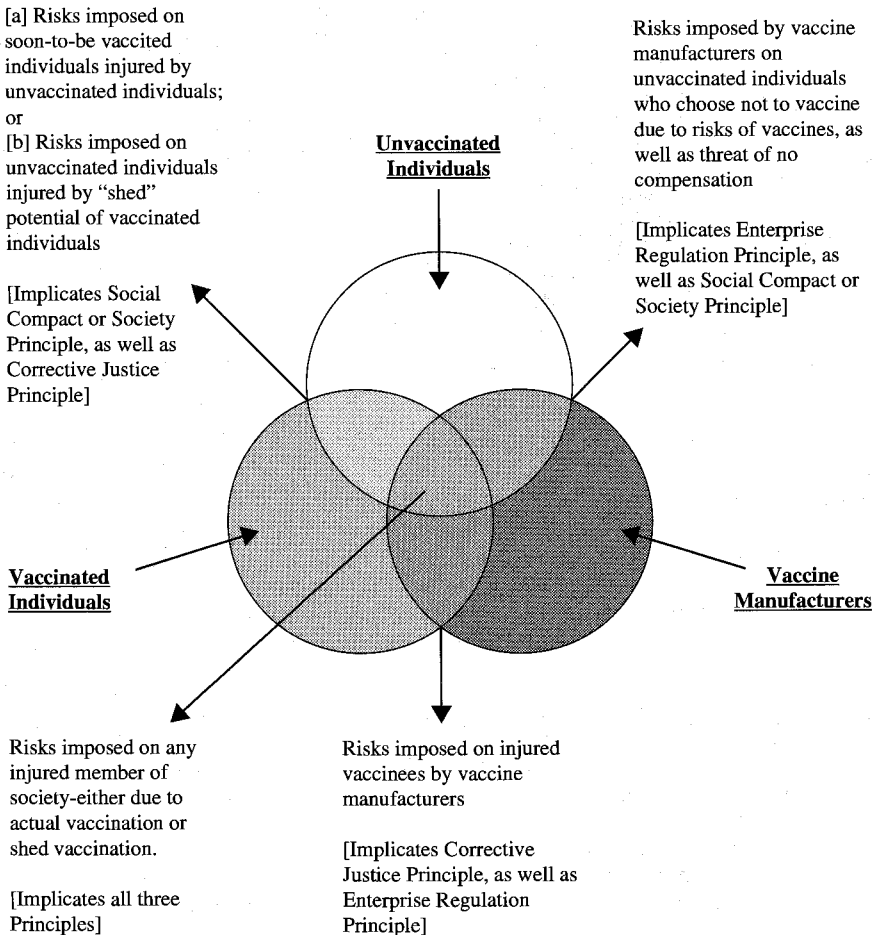 [a] Risks imposed on
soon-to-be vaccited
individuals injured by
unvaccinated individuals;
or
[b] Risks imposed on
unvaccinated individuals
injured by “shed”
potential of vaccinated
individuals
[Implicates Social
Compact or Society
Principle, as well as
Corrective Justice
Principle]
Unvaccinated
Individuals
Risks imposed by vaccine
manufacturers on
unvaccinated individuals
who choose not to vaccine
due to risks of vaccines, as
well as threat of no
compensation
[Implicates Enterprise
Regulation Principle, as
well as Social Compact or
Society Principle]
Vaccinated
Individuals
Vaccine
Manufacturers
Risks imposed on any
injured member of
society-either due to
actual vaccination or
shed vaccination.
[Implicates all three
Principles]
Risks imposed on injured
vaccinees by vaccine
manufacturers
[Implicates Corrective
Justice Principle, as well as
Enterprise Regulation
Principle]